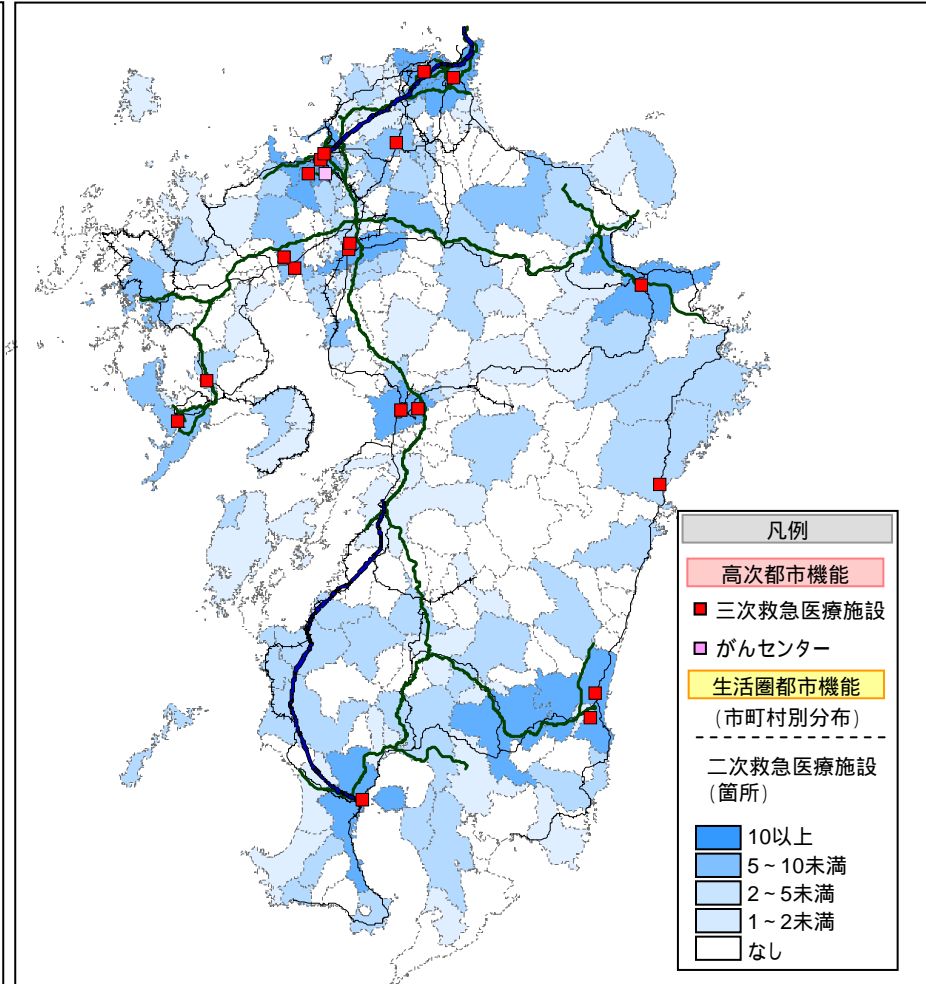 凡例
高次都市機能
三次救急医療施設
がんセンター
生活圏都市機能
(市町村別分布)
二次救急医療施設
(箇所)
10以上
5~10未満
2~5未満
1~2未満
なし